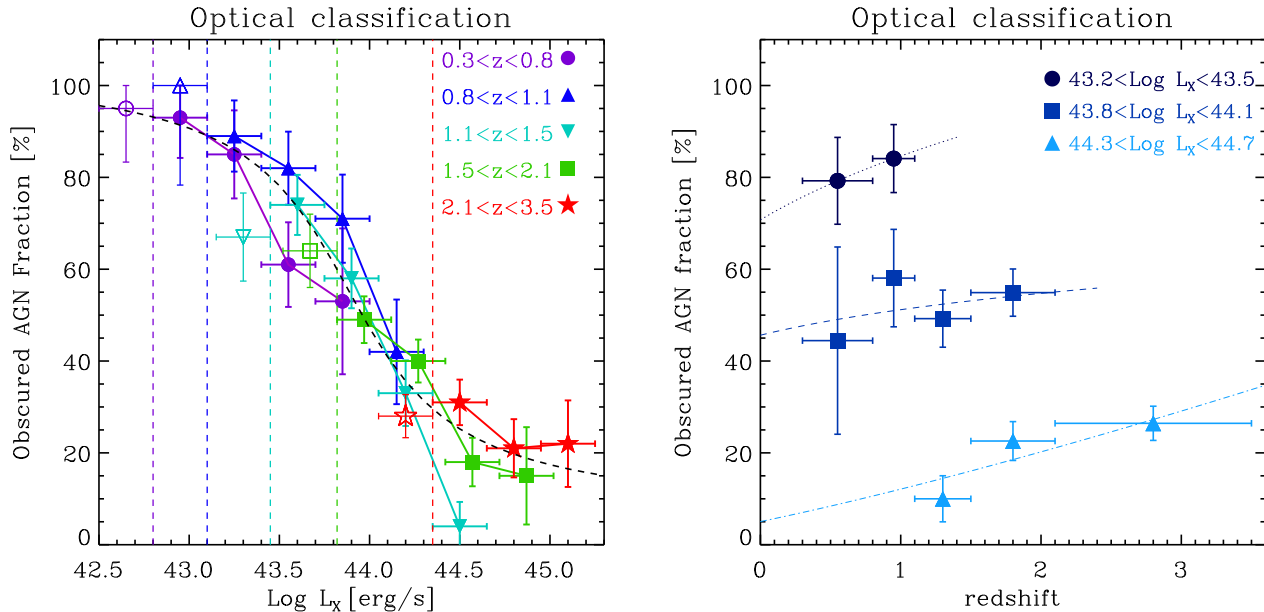 Optical classification
Obscured AGN Fraction [%]
100
80
60
40
20
0
0.3<z<0.8
0.8<z<1.1
1.1<z<1.5
1.5<z<2.1
2.1<z<3.5
42.5 43.0 43.5 44.0 44.5 45.0
Log L_X [erg/s]
Optical classification
Obscured AGN fraction [%]
100
80
60
40
20
0
43.2<Log L_X<43.5
43.8<Log L_X<44.1
44.3<Log L_X<44.7
0 1 2 3
redshift